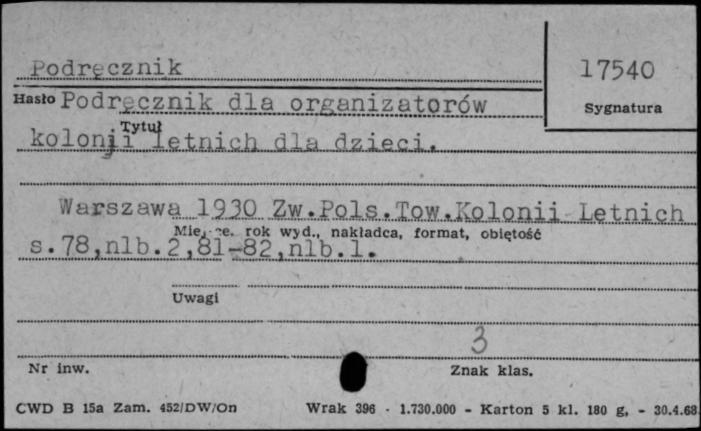 Podręcznik
17540
Hasło Podręcznik dla organizatorów
Sygnatura
Tytuł
kolonji letnich dla dzieci.
Warszawa 1930 Zw.Pols.Tow.Kolonii Letnich
Miejsce, rok wyd., nakładca, format, objętość
s.78,nlb.2,81-82,nlb.1.
Uwagi
3
Nr inw.
Znak klas.
CWD B 15a Zam. 452/DW/On Wrak 396 - 1.730.000 - Karton 5 kl. 180 g, - 30.4.68